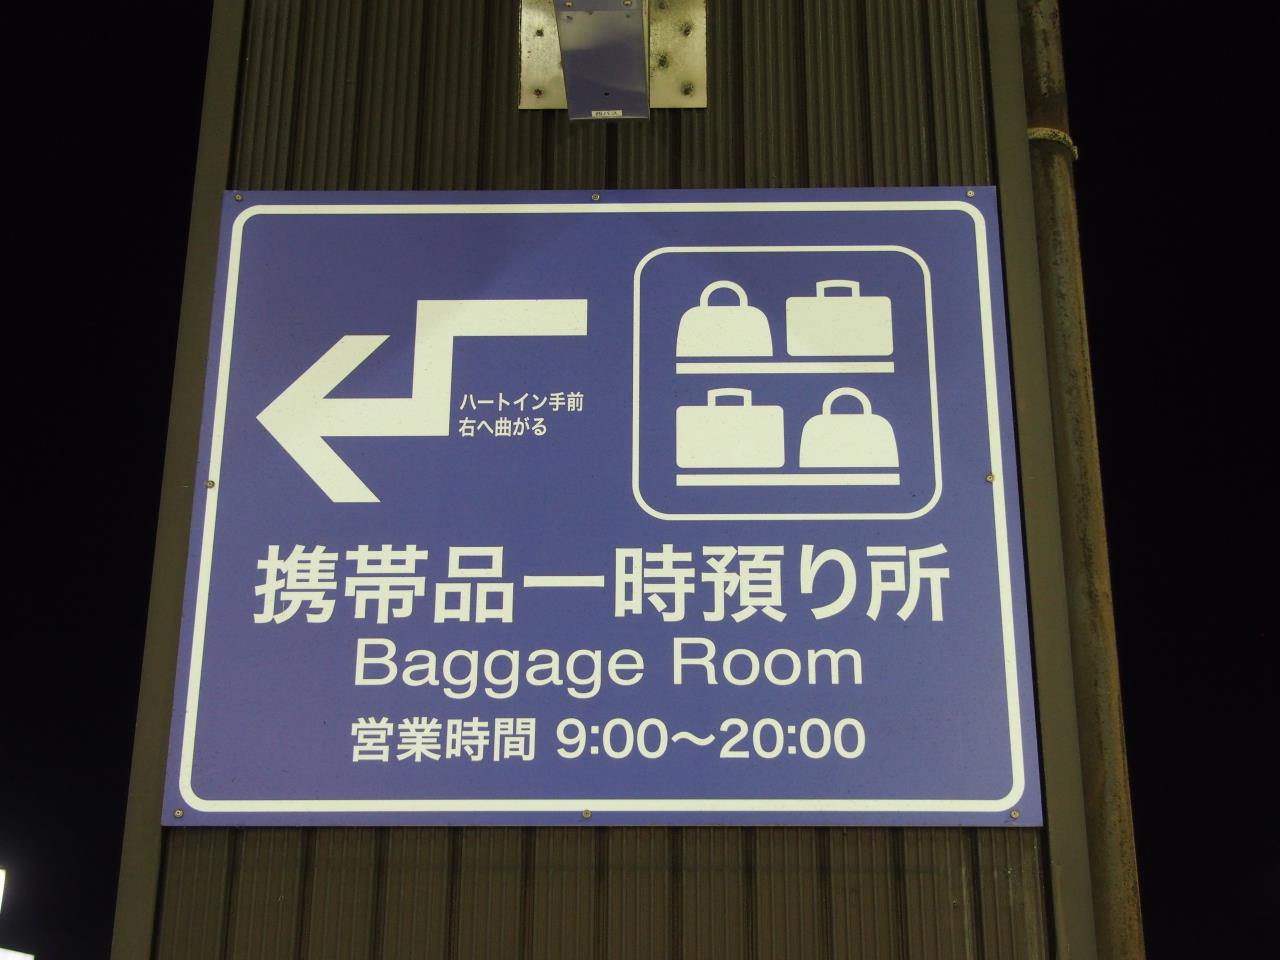 ハートイン手前
右へ曲がる
携帯品一時預り所
Baggage Room
営業時間 9:00〜20:00